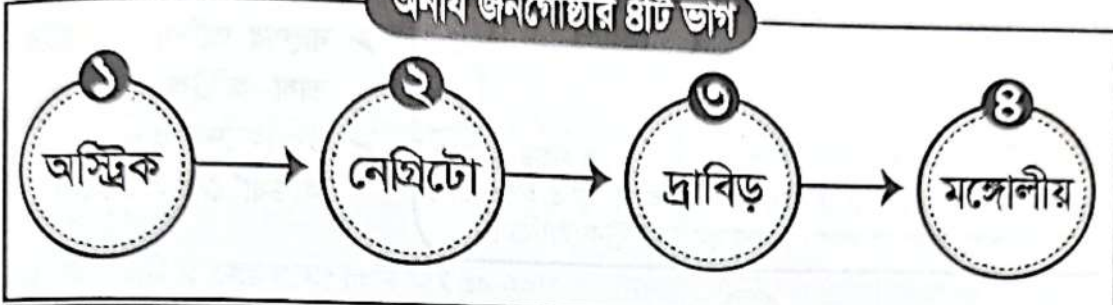 অনার্য জনগোষ্ঠীর ৪টি ভাগ
১ ২ ৩ ৪
অস্ট্রিক নেগ্রিটো দ্রাবিড় মঙ্গোলীয়